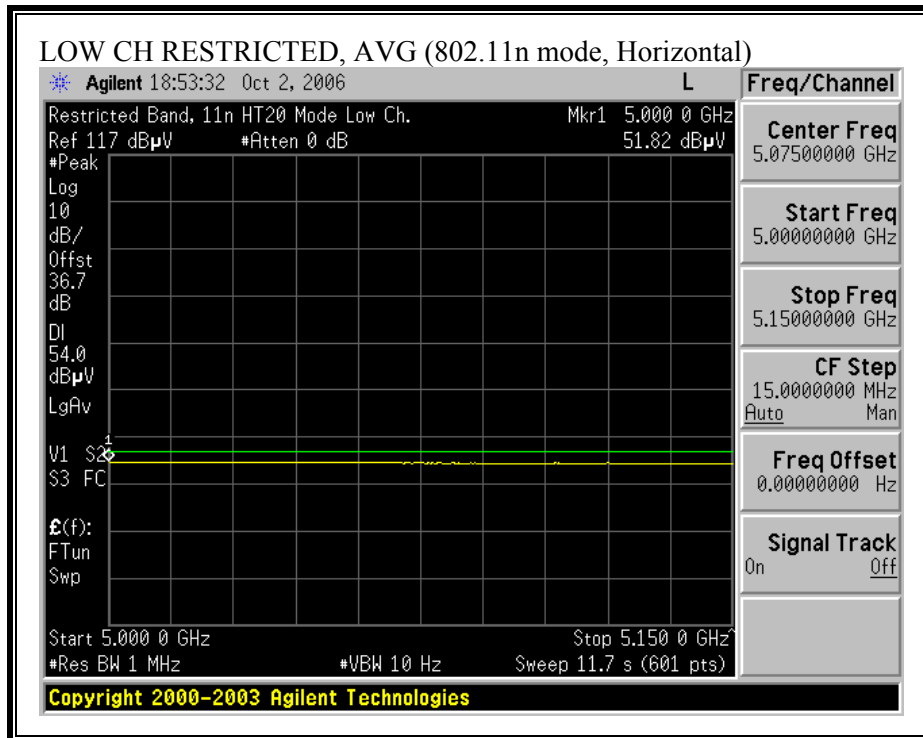 LOW CH RESTRICTED, AVG (802.11n mode, Horizontal)
Agilent 18:53:32 Oct 2, 2006 L
Restricted Band, 11n HT20 Mode Low Ch. Mkr1 5.000 0 GHz
Ref 117 dBµV #Atten 0 dB 51.82 dBµV
#Peak
Log
10
dB/
Offst
36.7
dB
DI
54.0
dBµV
LgAv
1
V1 S2
S3 FC
£(f):
FTun
Swp
Start 5.000 0 GHz Stop 5.150 0 GHz^
#Res BW 1 MHz #VBW 10 Hz Sweep 11.7 s (601 pts)
Copyright 2000-2003 Agilent Technologies
Freq/Channel
Center Freq
5.07500000 GHz
Start Freq
5.00000000 GHz
Stop Freq
5.15000000 GHz
CF Step
15.0000000 MHz
Auto Man
Freq Offset
0.00000000 Hz
Signal Track
On Off